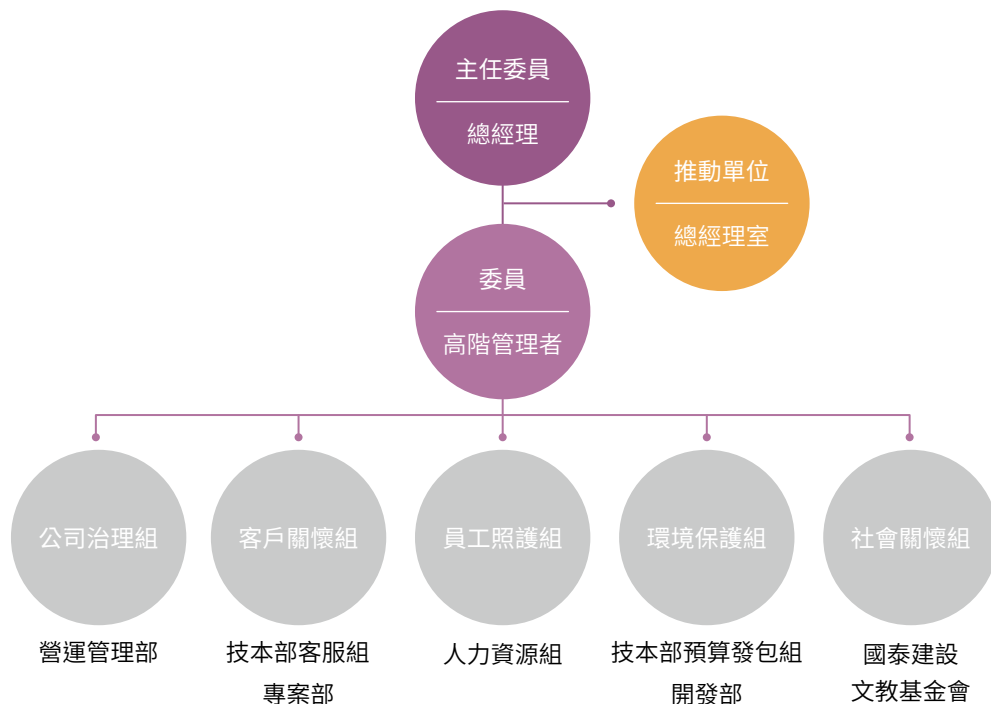 主任委員
總經理
推動單位
總經理室
委員
高階管理者
公司治理組
客戶關懷組
員工照護組
環境保護組
社會關懷組
營運管理部
技本部客服組
專案部
人力資源組
技本部預算發包組
開發部
國泰建設
文教基金會